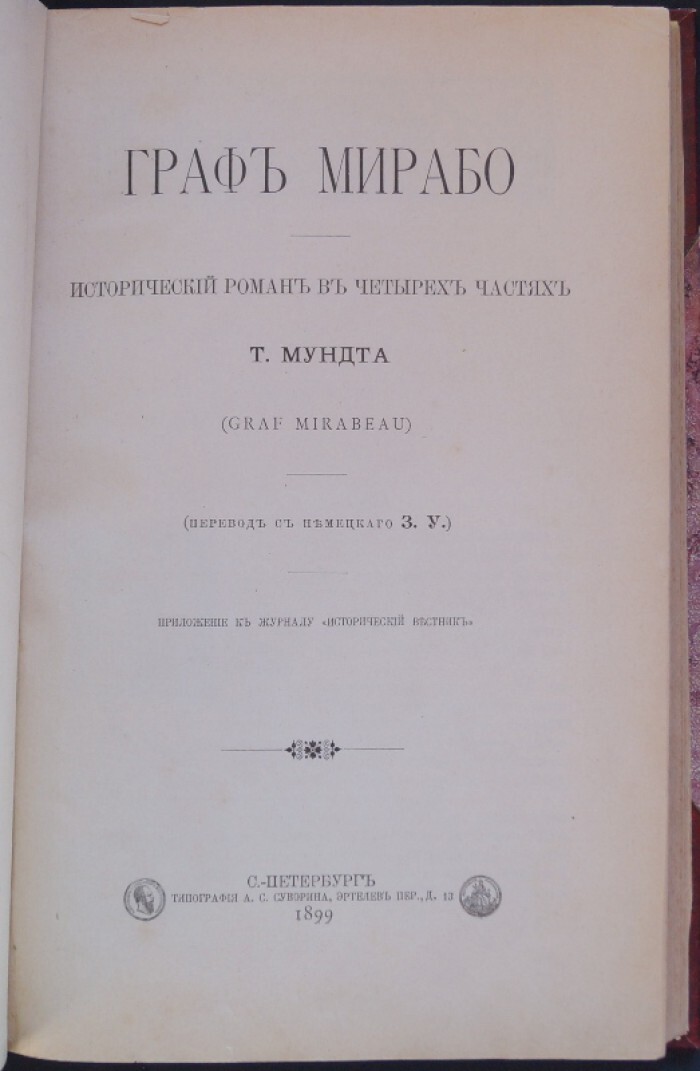 ГРАФЪ МИРАБО
ИСТОРИЧЕСКІЙ РОМАНЪ ВЪ ЧЕТЫРЕХЪ ЧАСТЯХЪ
Т. МУНДТА
(GRAF MIRABEAU)
(ПЕРЕВОДЪ СЪ НѢМЕЦКАГО З. У.)
ПРИЛОЖЕНІЕ КЪ ЖУРНАЛУ «ИСТОРИЧЕСКІЙ ВѢСТНИКЪ»
С.-ПЕТЕРБУРГЪ
ТИПОГРАФІЯ А. С. СУВОРИНА, ЭРТЕЛЕВЪ ПЕР., Д. 13
1899